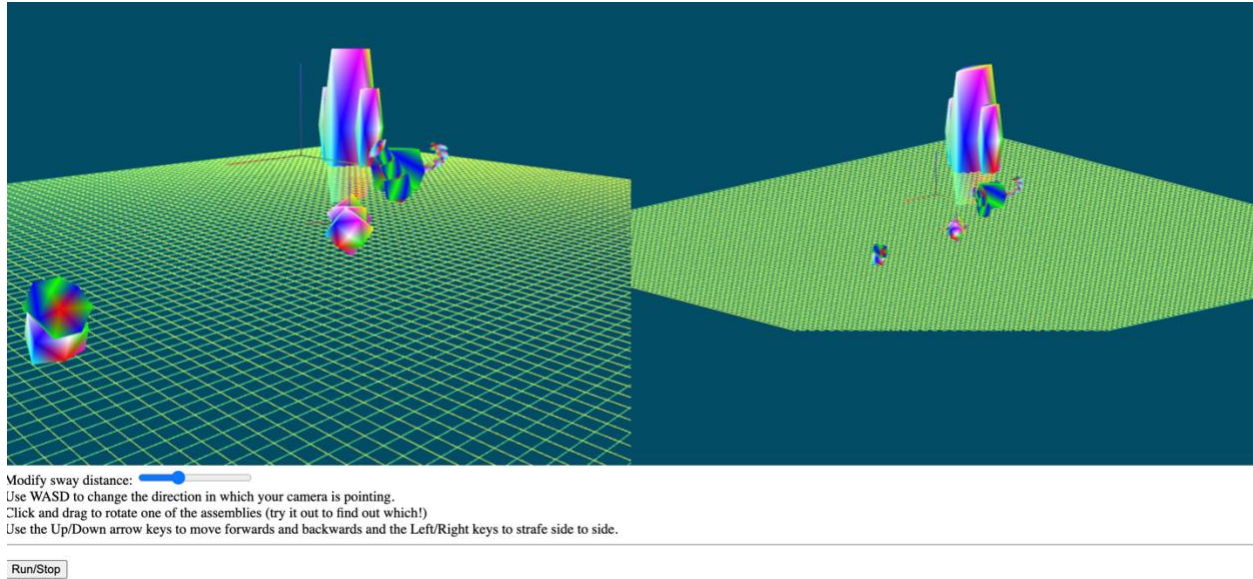 Modify sway distance:
Use WASD to change the direction in which your camera is pointing.
Click and drag to rotate one of the assemblies (try it out to find out which!)
Use the Up/Down arrow keys to move forwards and backwards and the Left/Right keys to strafe side to side.
Run/Stop